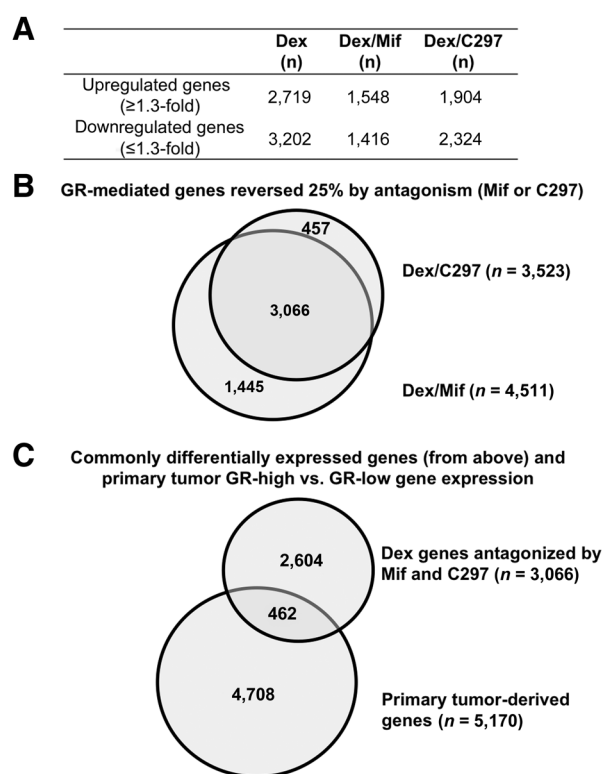 A
Dex Dex/Mif Dex/C297
(n) (n) (n)
Upregulated genes
(≥1.3-fold) 2,719 1,548 1,904
Downregulated genes
(≤1.3-fold) 3,202 1,416 2,324
B GR-mediated genes reversed 25% by antagonism (Mif or C297)
457
Dex/C297 (n = 3,523)
3,066
1,445
Dex/Mif (n = 4,511)
C Commonly differentially expressed genes (from above) and
primary tumor GR-high vs. GR-low gene expression
2,604
Dex genes antagonized by
Mif and C297 (n = 3,066)
462
4,708
Primary tumor-derived
genes (n = 5,170)